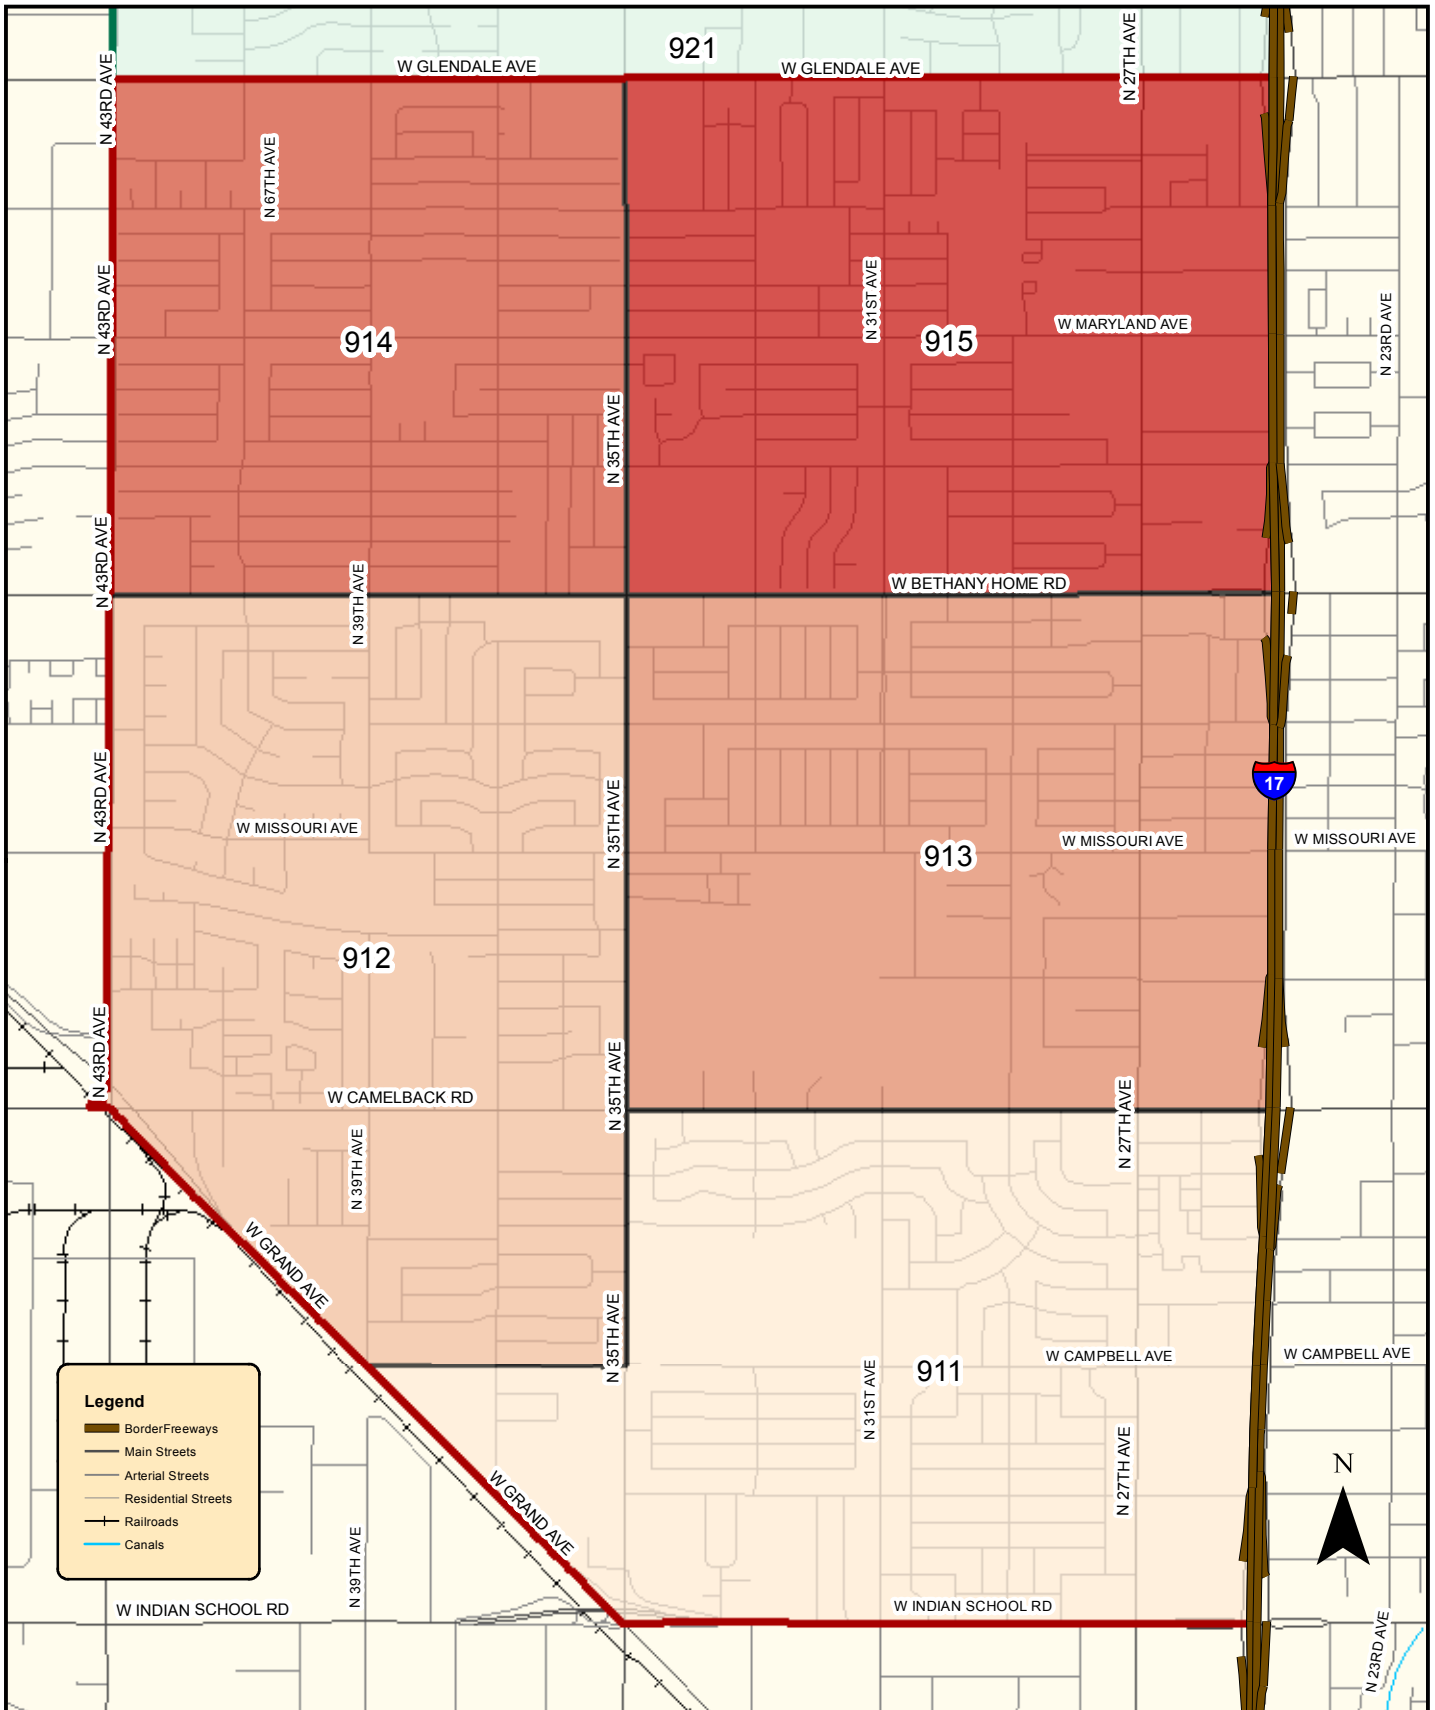 921
W GLENDALE AVE
W GLENDALE AVE
N 27TH AVE
N 43RD AVE
N 67TH AVE
N 43RD AVE
N 31ST AVE
N 23RD AVE
W MARYLAND AVE
914
915
N 35TH AVE
N 43RD AVE
N 39TH AVE
W BETHANY HOME RD
17
N 43RD AVE
N 35TH AVE
W MISSOURI AVE
W MISSOURI AVE
W MISSOURI AVE
913
912
N 43RD AVE
N 35TH AVE
W CAMELBACK RD
N 27TH AVE
N 39TH AVE
W GRAND AVE
N 35TH AVE
W CAMPBELL AVE
W CAMPBELL AVE
911
N 31ST AVE
N 27TH AVE
Legend
BorderFreeways
Main Streets
Arterial Streets
Residential Streets
Railroads
Canals
N
W GRAND AVE
N 39TH AVE
W INDIAN SCHOOL RD
W INDIAN SCHOOL RD
N 23RD AVE